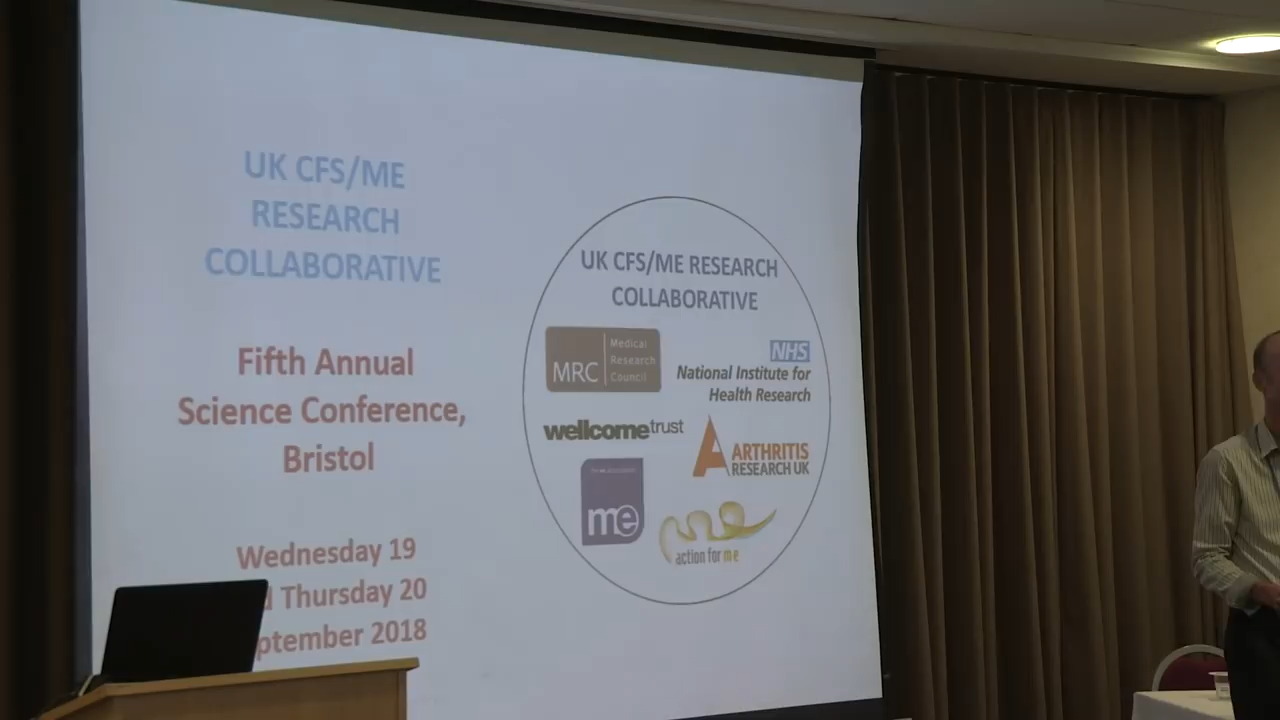 UK CFS/ME
RESEARCH
COLLABORATIVE
Fifth Annual
Science Conference,
Bristol
Wednesday 19
d Thursday 20
ptember 2018
UK CFS/ME RESEARCH
COLLABORATIVE
MRC
Medical
Research
Council
NHS
National Institute for
Health Research
wellcometrust
ARTHRITIS
RESEARCH UK
me
me
action for me